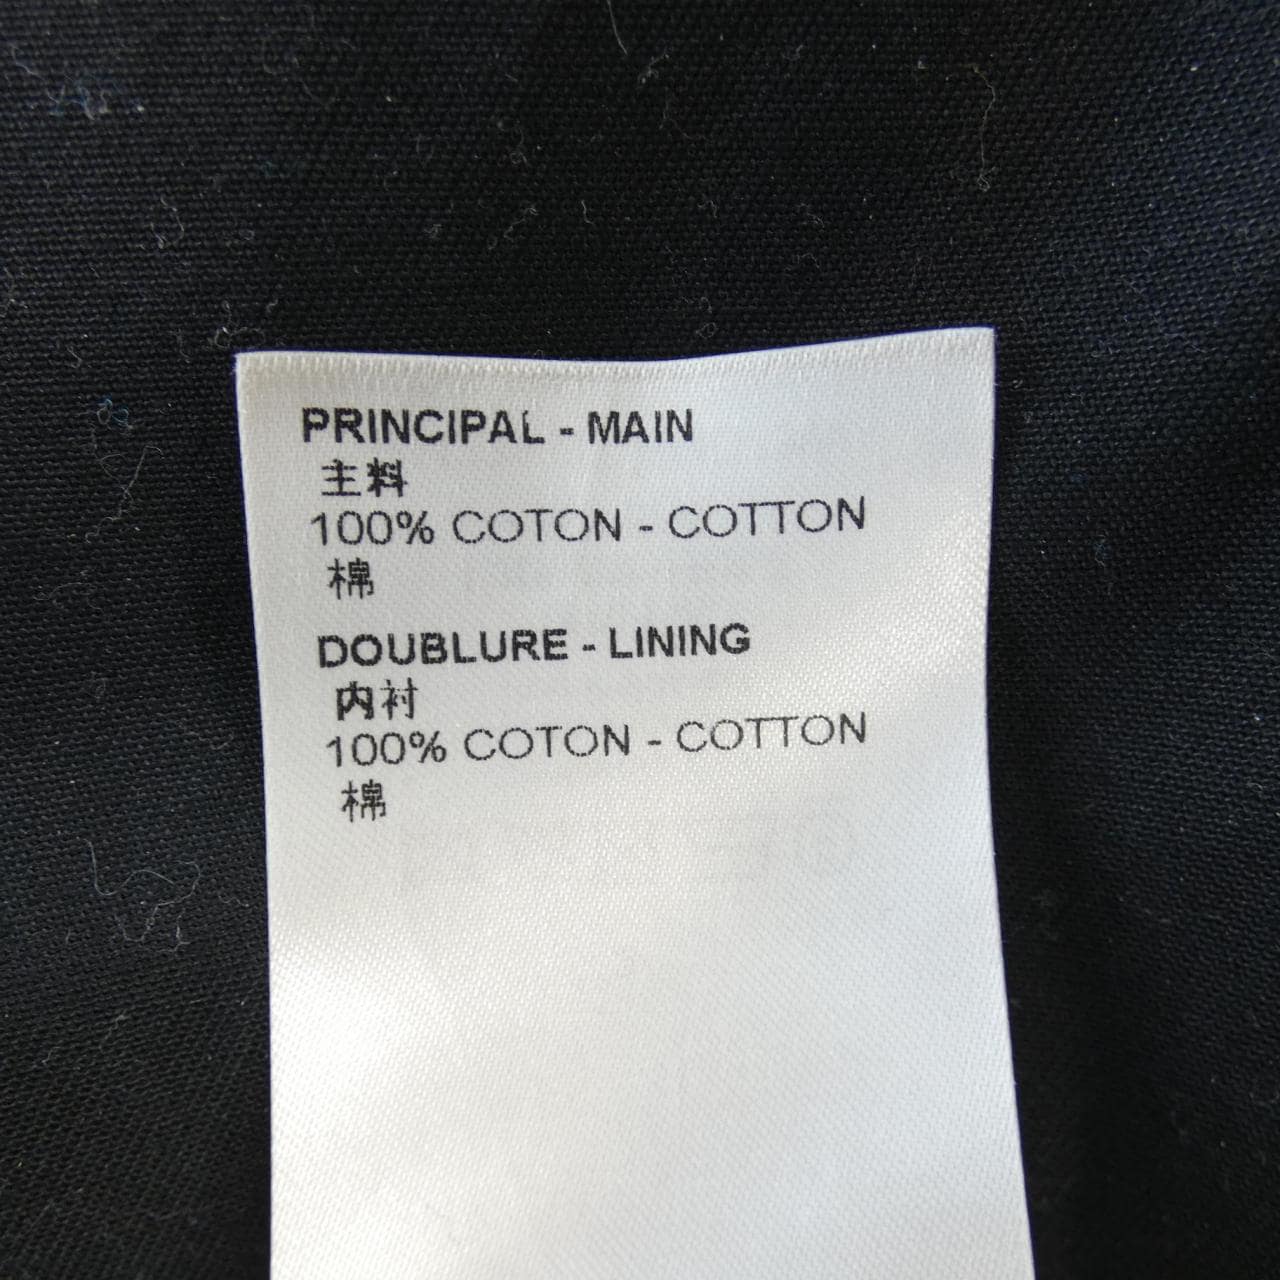 PRINCIPAL - MAIN
主料
100% COTON - COTTON
棉
DOUBLURE - LINING
内衬
100% COTON - COTTON
棉